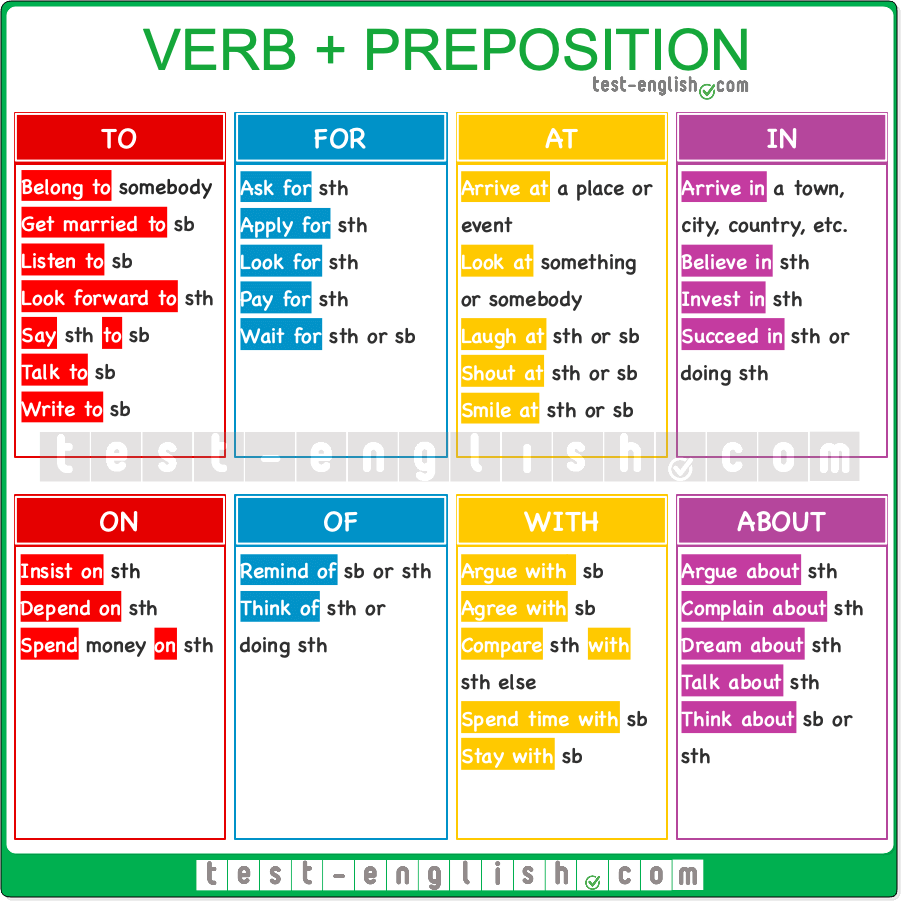 VERB + PREPOSITION
test-english.com
TO
Belong to somebody
Get married to sb
Listen to sb
Look forward to sth
Say sth to sb
Talk to sb
Write to sb
FOR
Ask for sth
Apply for sth
Look for sth
Pay for sth
Wait for sth or sb
AT
Arrive at a place or
event
Look at something
or somebody
Laugh at sth or sb
Shout at sth or sb
Smile at sth or sb
IN
Arrive in a town,
city, country, etc.
Believe in sth
Invest in sth
Succeed in sth or
doing sth
test-english.com
ON
Insist on sth
Depend on sth
Spend money on sth
OF
Remind of sb or sth
Think of sth or
doing sth
WITH
Argue with sb
Agree with sb
Compare sth with
sth else
Spend time with sb
Stay with sb
ABOUT
Argue about sth
Complain about sth
Dream about sth
Talk about sth
Think about sb or
sth
test-english.com